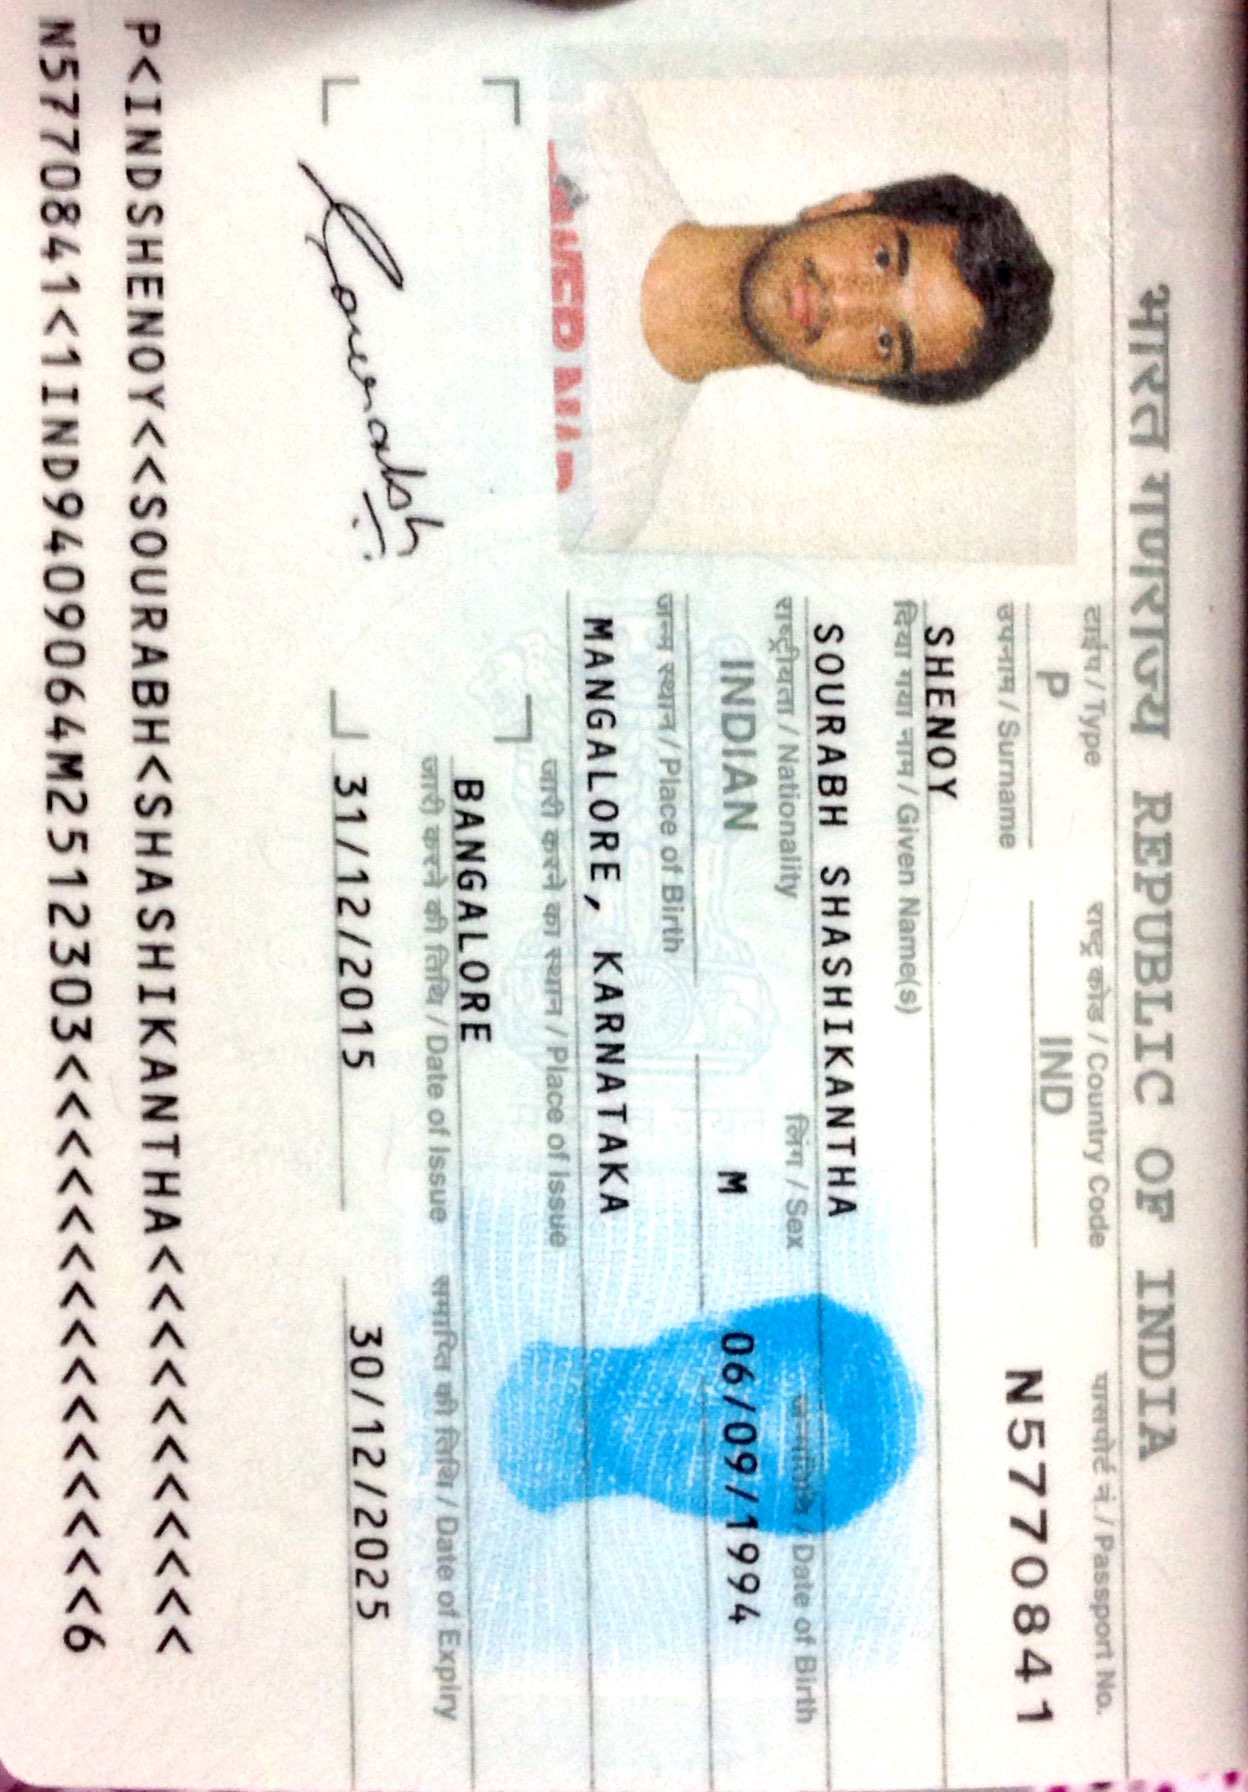 भारत गणराज्य REPUBLIC OF INDIA
टाईप / Type राष्ट्र कोड / Country Code पासपोर्ट नं. / Passport No.
P IND N5770841
उपनाम / Surname
SHENOY
दिया गया नाम / Given Name(s)
SOURABH SHASHIKANTHA
राष्ट्रीयता / Nationality लिंग / Sex जन्मतिथि / Date of Birth
INDIAN M 06/09/1994
जन्म स्थान / Place of Birth
MANGALORE, KARNATAKA
जारी करने का स्थान / Place of Issue
BANGALORE
जारी करने की तिथि / Date of Issue समाप्ति की तिथि / Date of Expiry
31/12/2015 30/12/2025
Sourabh
P<INDSHENOY<<SOURABH<SHASHIKANTHA<<<<<<<<<<<
N5770841<1IND9409064M2512303<<<<<<<<<<<<<<<6